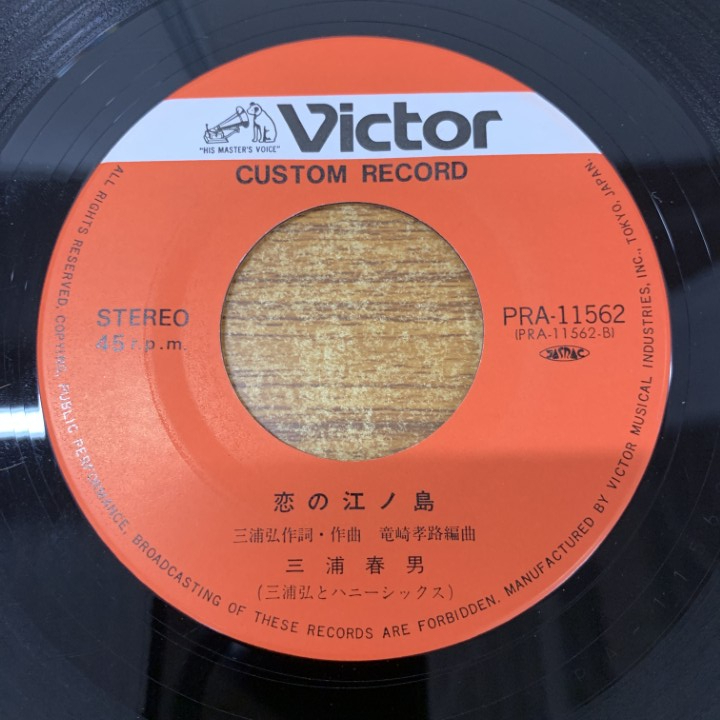 Victor
"HIS MASTER'S VOICE"
CUSTOM RECORD
STEREO
45 r.p.m.
PRA-11562
(PRA-11562-B)
JASRAC
恋の江ノ島
三浦弘作詞・作曲 竜崎孝路編曲
三浦春男
(三浦弘とハニーシックス)
ALL RIGHTS RESERVED. COPYING, PUBLIC PERFORMANCE, BROADCASTING OF THESE RECORDS ARE FORBIDDEN. MANUFACTURED BY VICTOR MUSICAL INDUSTRIES, INC., TOKYO, JAPAN.